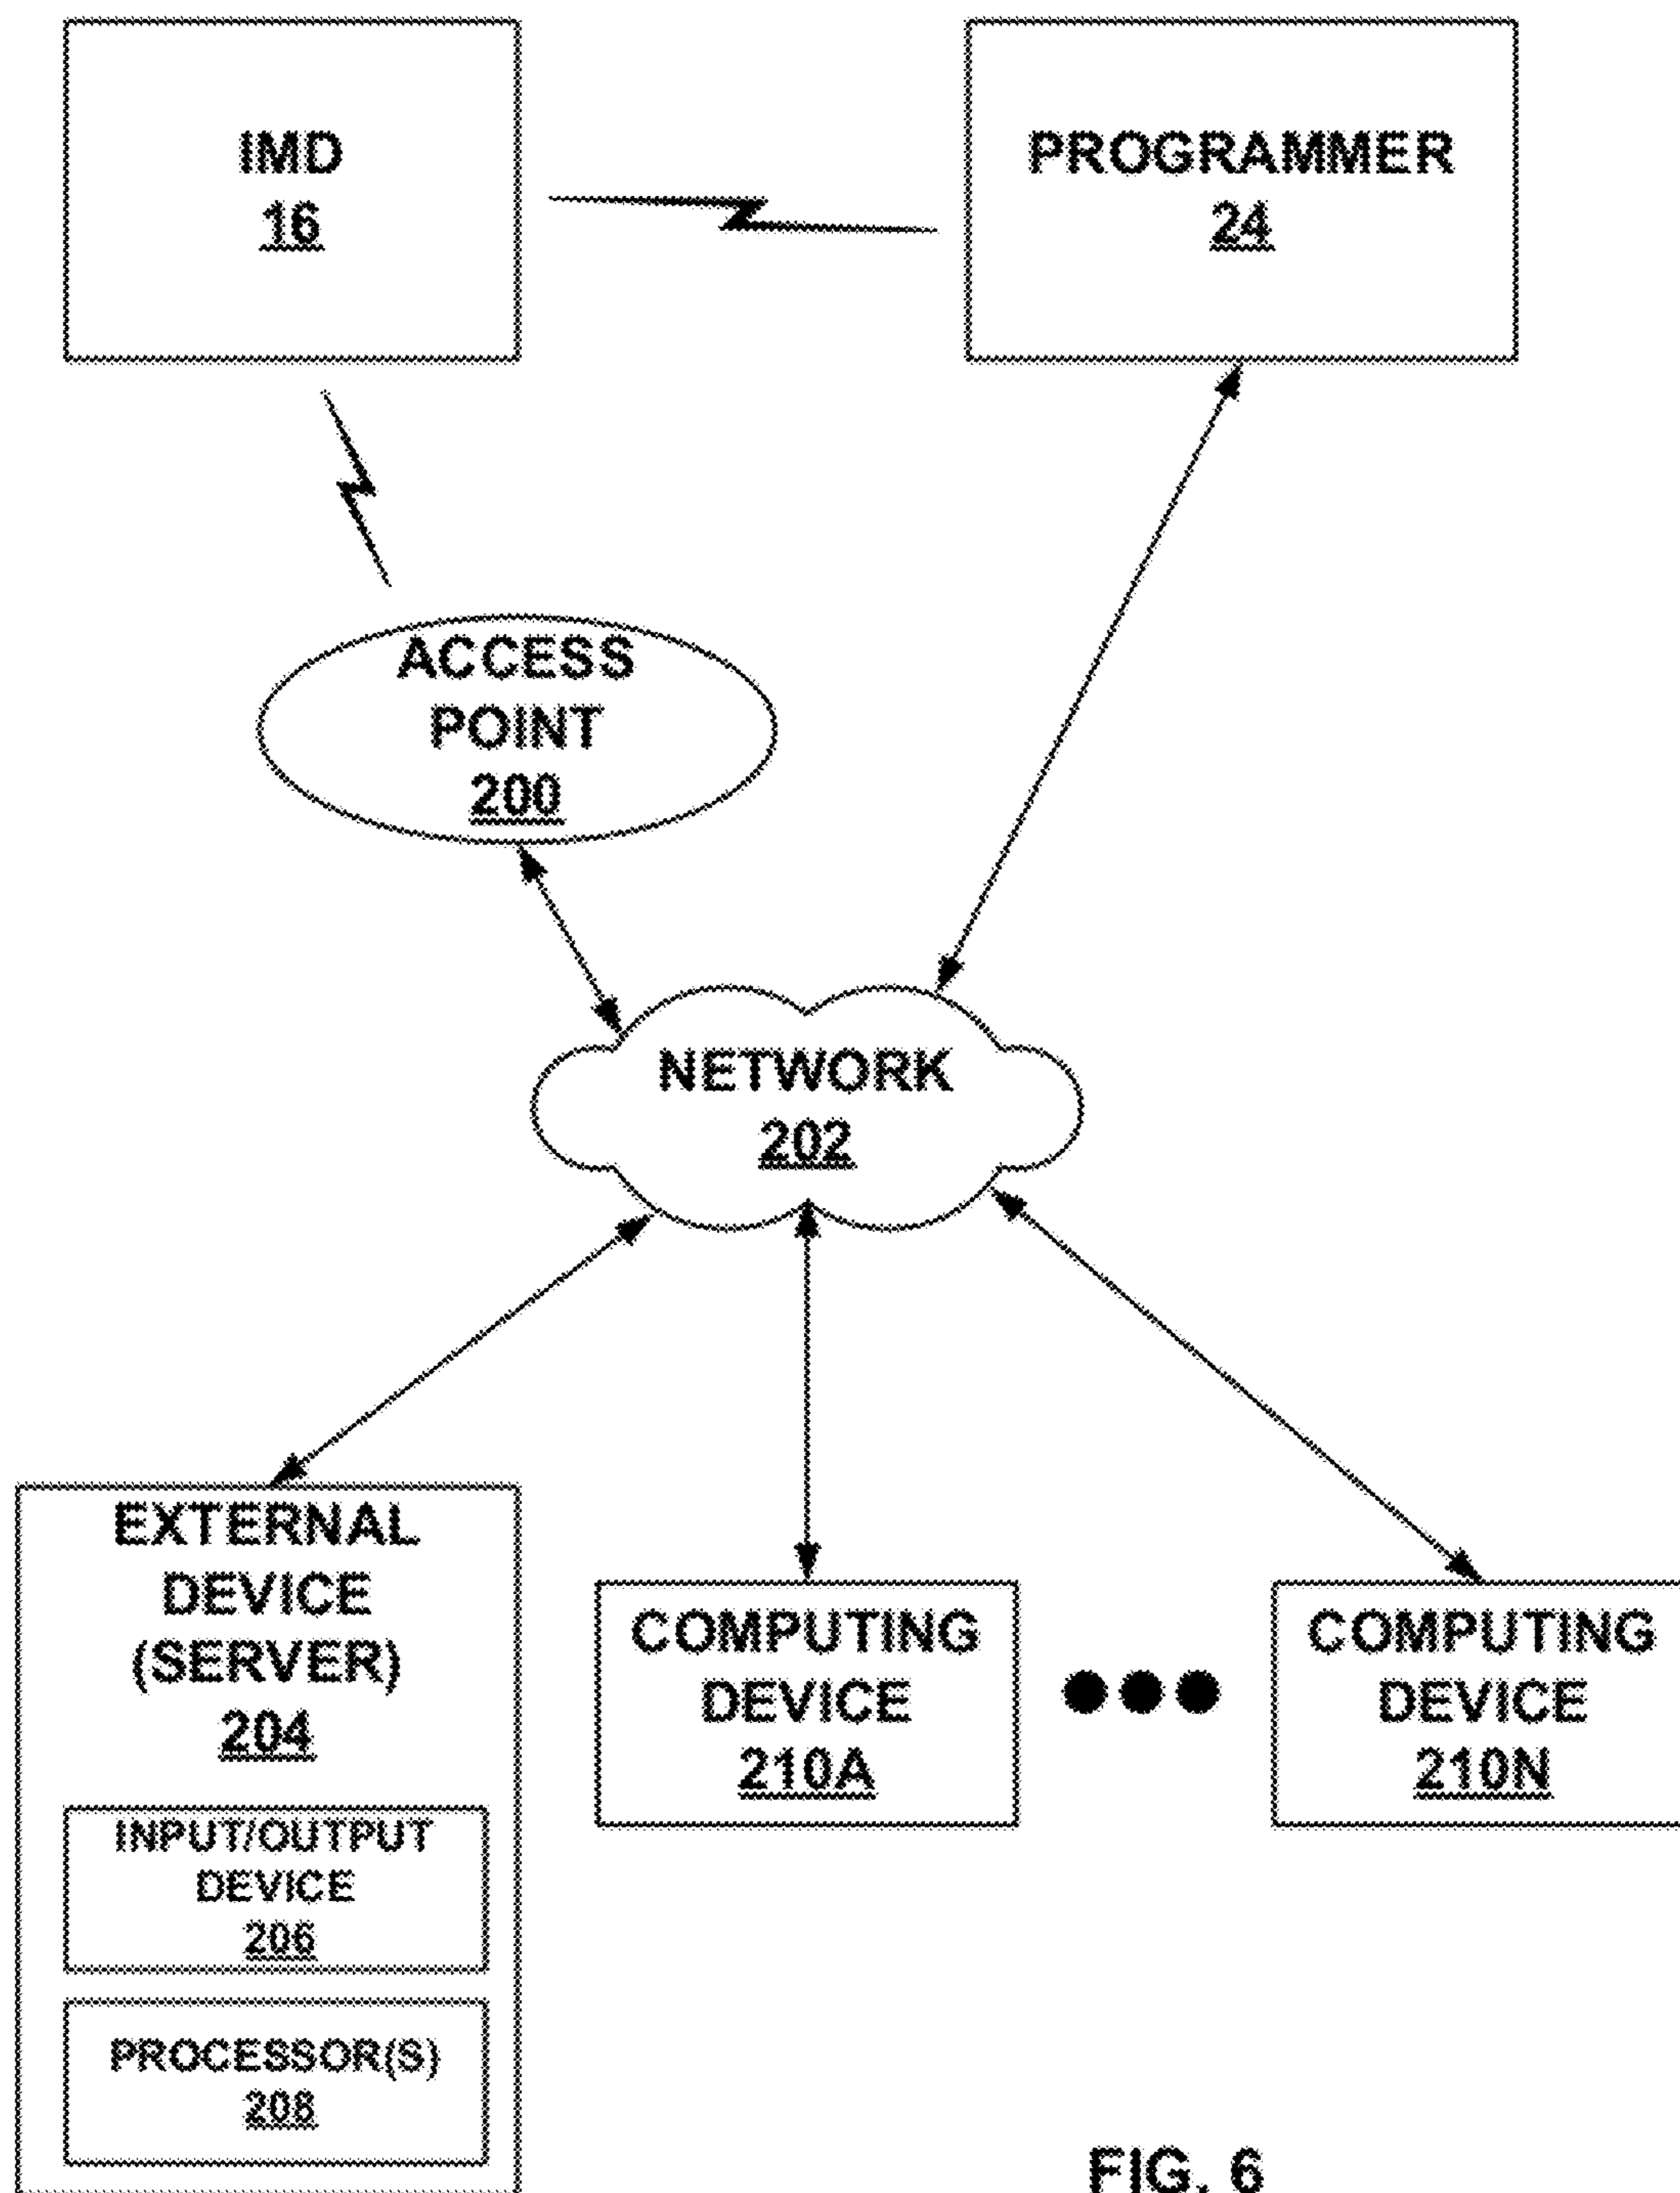 IMD
16
PROGRAMMER
24
ACCESS
POINT
200
NETWORK
202
EXTERNAL
DEVICE
(SERVER)
204
INPUT/OUTPUT
DEVICE
206
PROCESSOR(S)
208
COMPUTING
DEVICE
210A
COMPUTING
DEVICE
210N
FIG. 6